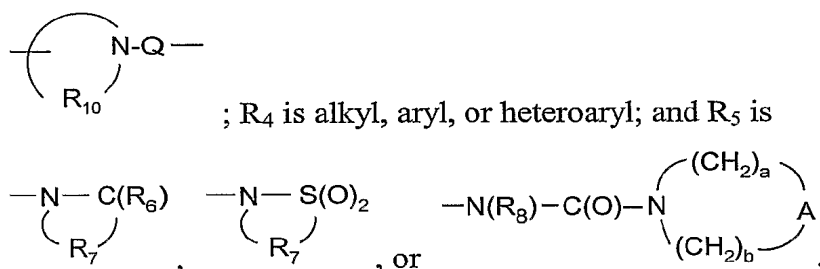 N-Q
R₁₀
; R₄ is alkyl, aryl, or heteroaryl; and R₅ is
—N—C(R₆) R₇ , —N—S(O)₂ R₇ , or —N(R₈)–C(O)–N (CH₂)ₐ A (CH₂)b .